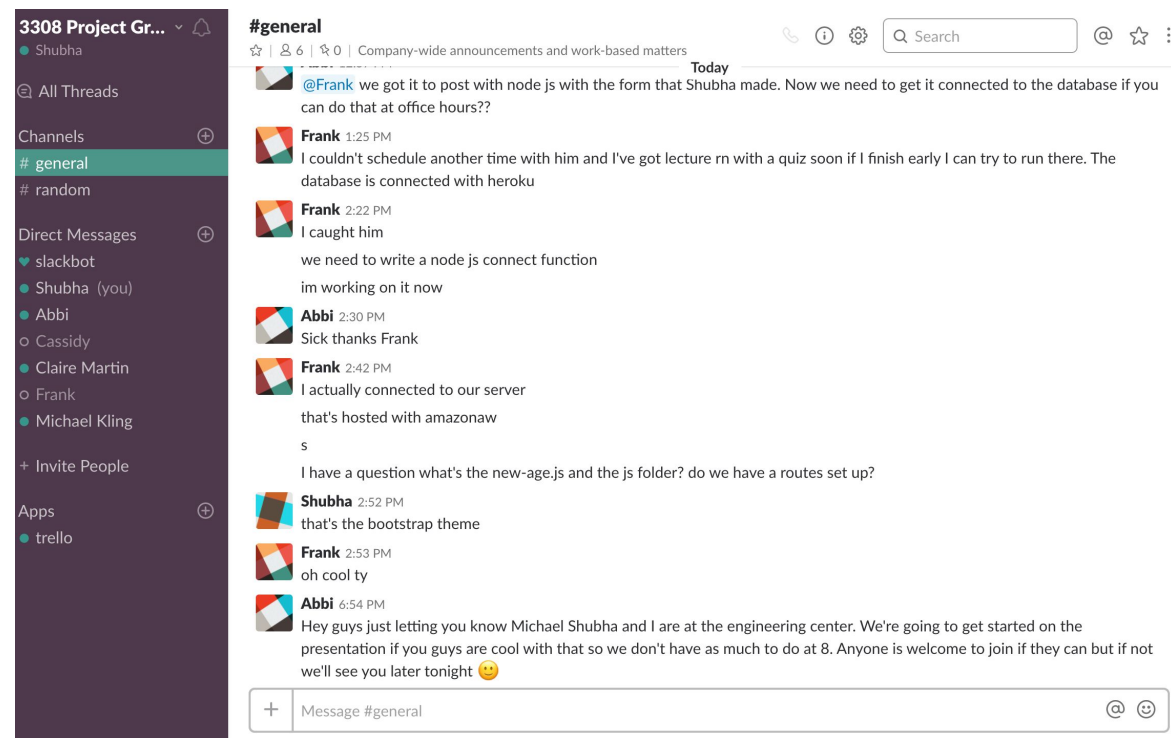 3308 Project Gr...
Shubha
All Threads
Channels
# general
# random
Direct Messages
slackbot
Shubha (you)
Abbi
Cassidy
Claire Martin
Frank
Michael Kling
+ Invite People
Apps
trello
#general
6 | 0 | Company-wide announcements and work-based matters
Search
Today
@Frank we got it to post with node js with the form that Shubha made. Now we need to get it connected to the database if you
can do that at office hours??
Frank 1:25 PM
I couldn't schedule another time with him and I've got lecture rn with a quiz soon if I finish early I can try to run there. The
database is connected with heroku
Frank 2:22 PM
I caught him
we need to write a node js connect function
im working on it now
Abbi 2:30 PM
Sick thanks Frank
Frank 2:42 PM
I actually connected to our server
that's hosted with amazonaw
s
I have a question what's the new-age.js and the js folder? do we have a routes set up?
Shubha 2:52 PM
that's the bootstrap theme
Frank 2:53 PM
oh cool ty
Abbi 6:54 PM
Hey guys just letting you know Michael Shubha and I are at the engineering center. We're going to get started on the
presentation if you guys are cool with that so we don't have as much to do at 8. Anyone is welcome to join if they can but if not
we'll see you later tonight 🙂
Message #general